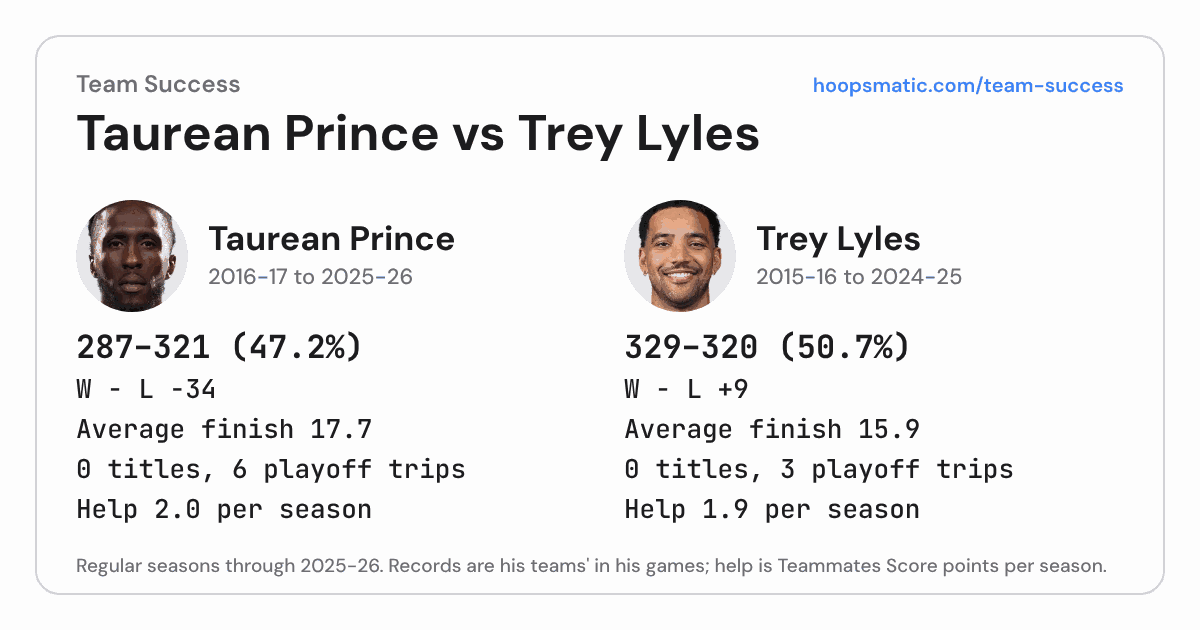 Team Success
hoopsmatic.com/team-success
Taurean Prince vs Trey Lyles
Taurean Prince
2016-17 to 2025-26
287-321 (47.2%)
W - L -34
Average finish 17.7
0 titles, 6 playoff trips
Help 2.0 per season
Trey Lyles
2015-16 to 2024-25
329-320 (50.7%)
W - L +9
Average finish 15.9
0 titles, 3 playoff trips
Help 1.9 per season
Regular seasons through 2025-26. Records are his teams' in his games; help is Teammates Score points per season.